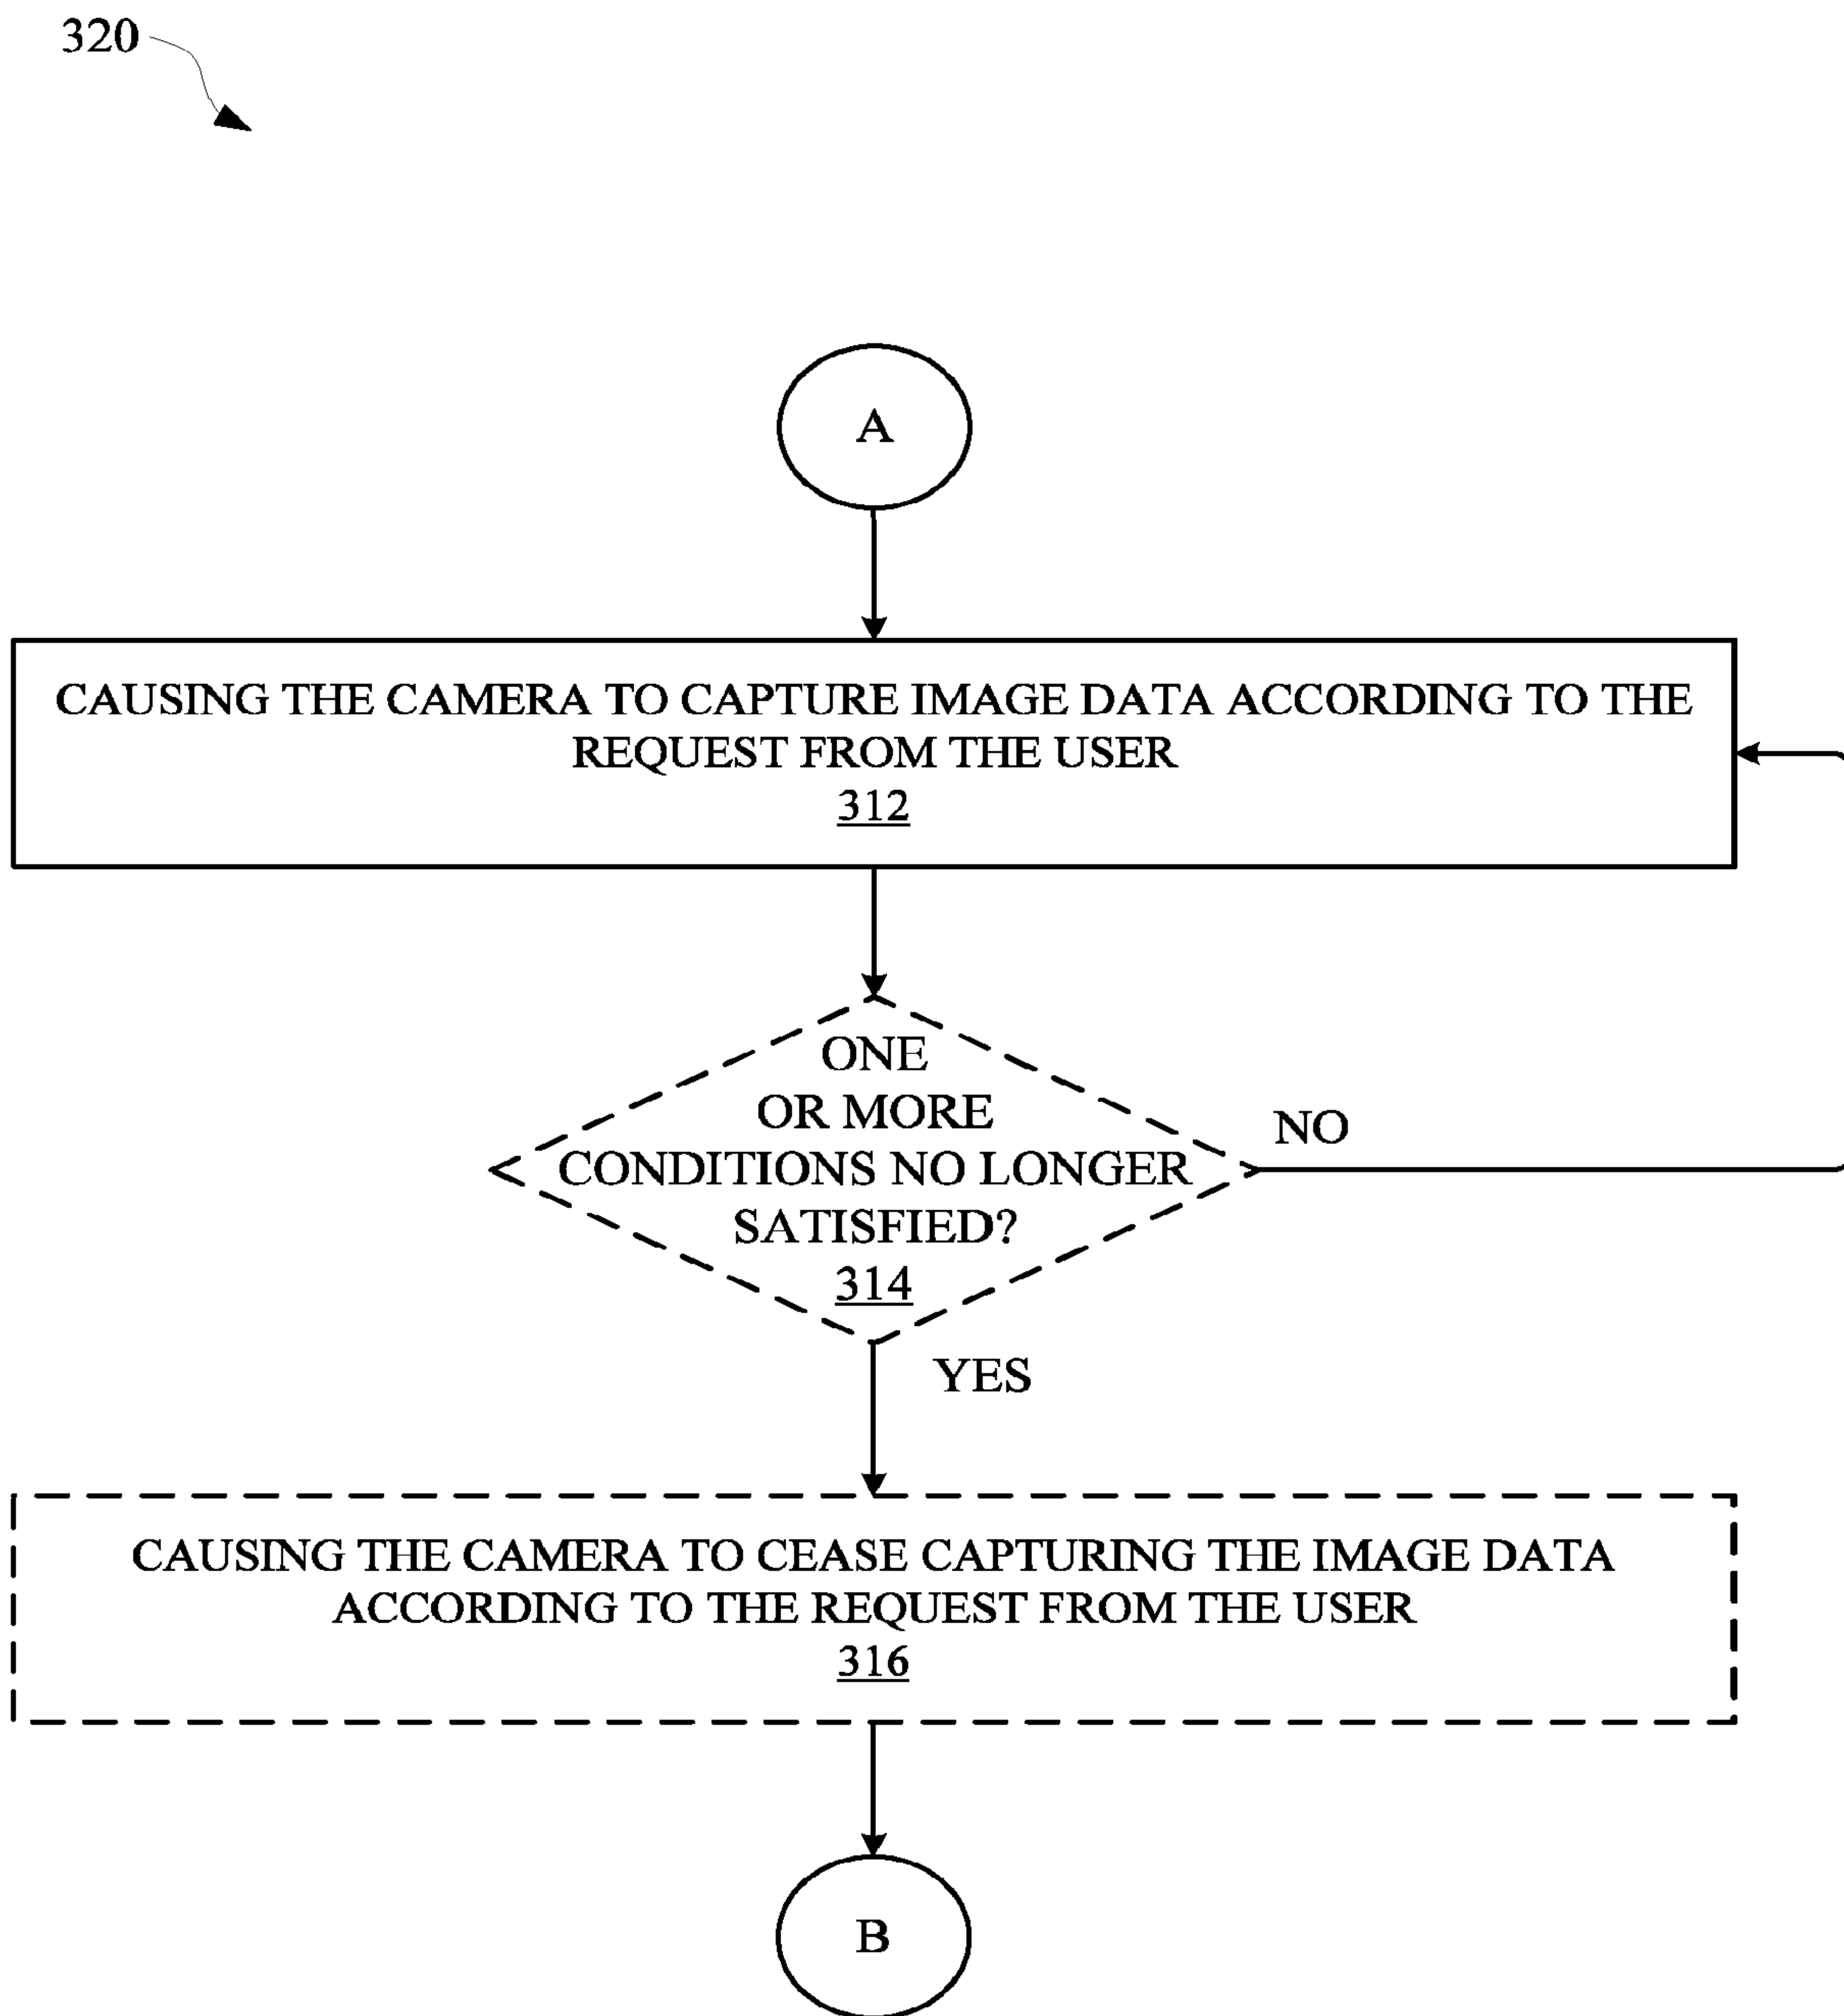 320
A
CAUSING THE CAMERA TO CAPTURE IMAGE DATA ACCORDING TO THE
REQUEST FROM THE USER
312
ONE
OR MORE
CONDITIONS NO LONGER
SATISFIED?
314
NO
YES
CAUSING THE CAMERA TO CEASE CAPTURING THE IMAGE DATA
ACCORDING TO THE REQUEST FROM THE USER
316
B